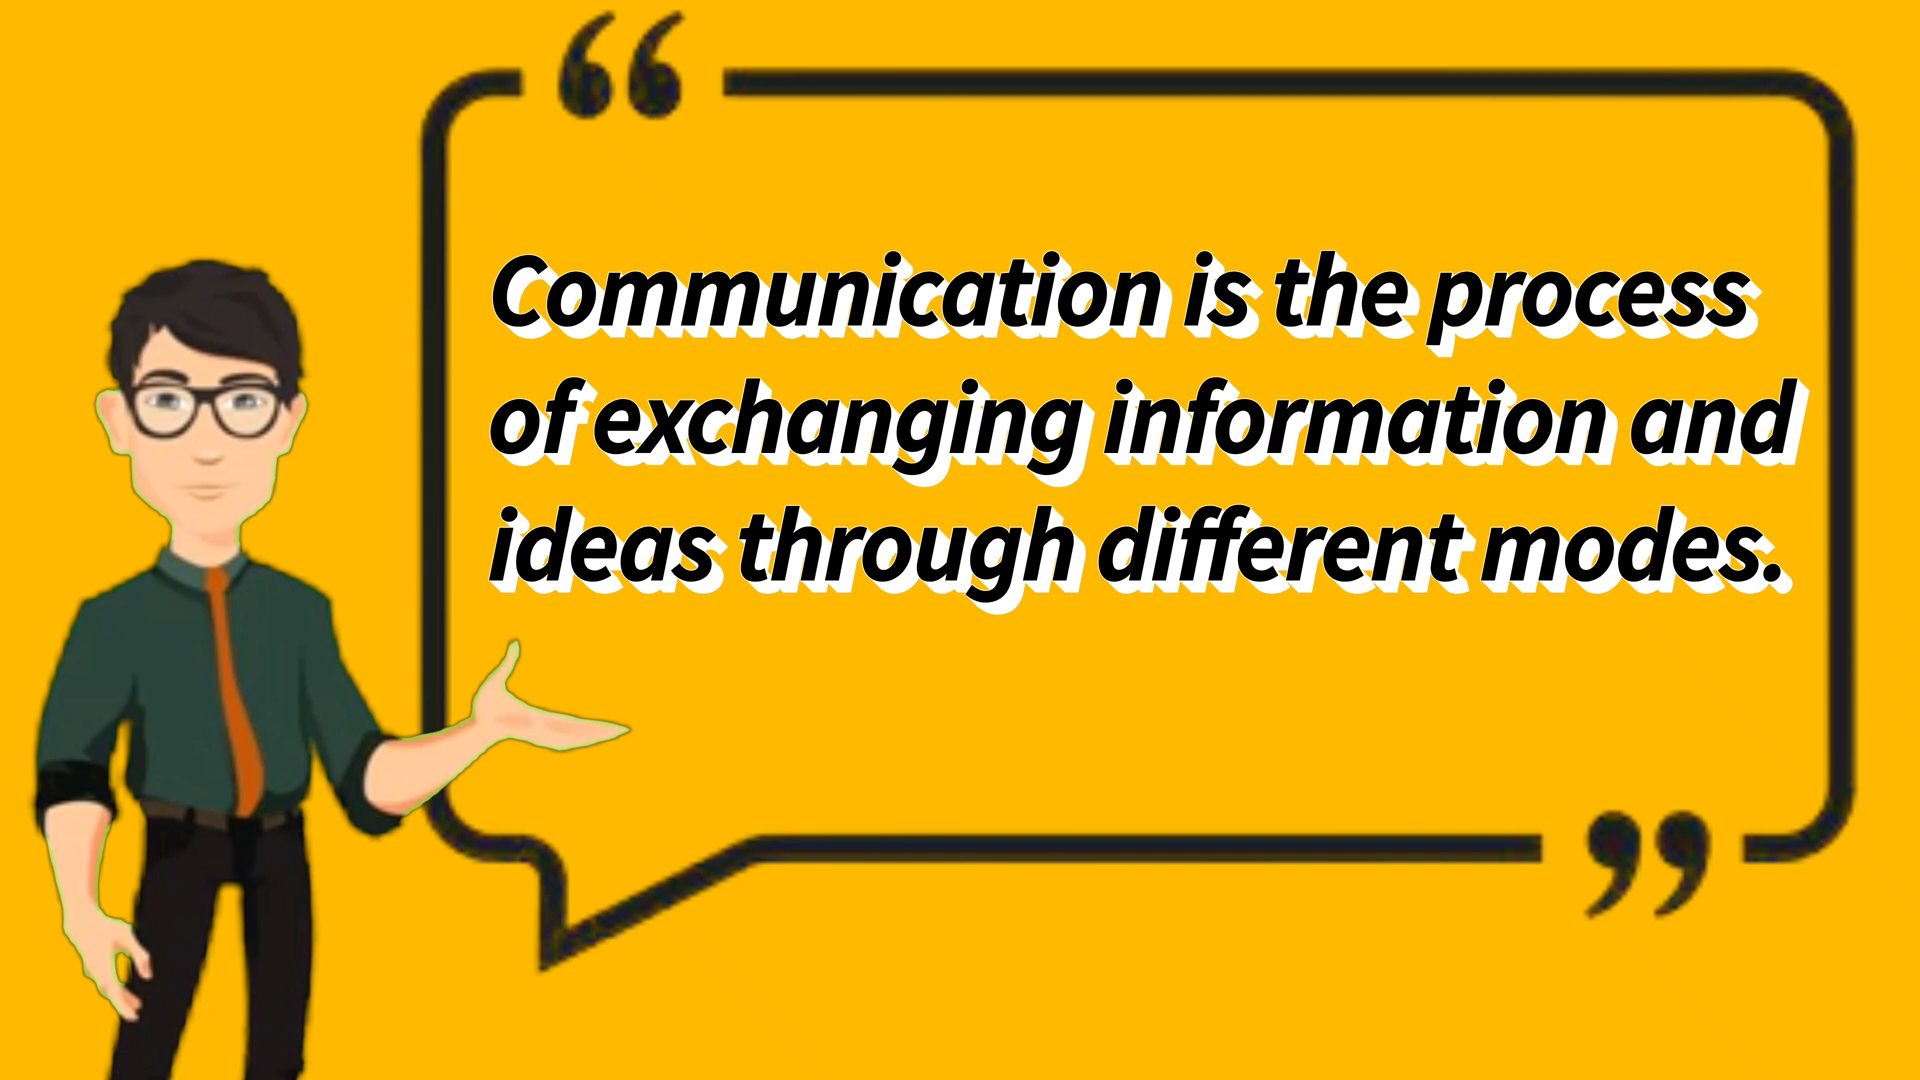 Communication is the process
of exchanging information and
ideas through different modes.